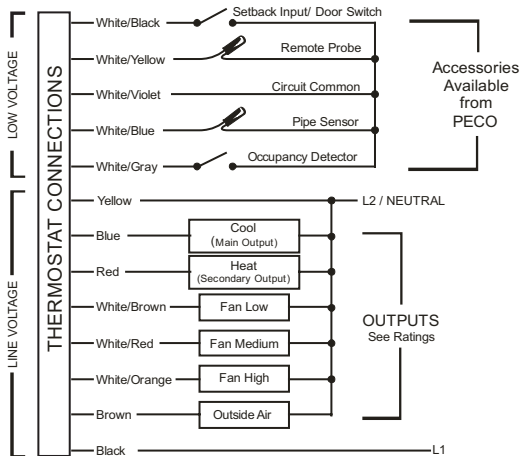 White/Black
Setback Input/ Door Switch
White/Yellow
Remote Probe
White/Violet
Circuit Common
White/Blue
Pipe Sensor
White/Gray
Occupancy Detector
Accessories
Available
from
PECO
LOW VOLTAGE
THERMOSTAT CONNECTIONS
LINE VOLTAGE
Yellow
L2 / NEUTRAL
Blue
Cool
(Main Output)
Red
Heat
(Secondary Output)
White/Brown
Fan Low
White/Red
Fan Medium
White/Orange
Fan High
Brown
Outside Air
OUTPUTS
See Ratings
Black
L1